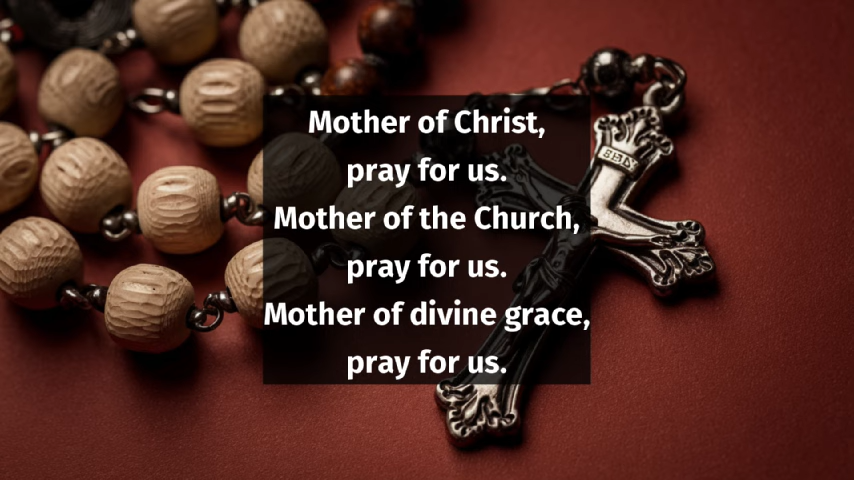 Mother of Christ,
pray for us.
Mother of the Church,
pray for us.
Mother of divine grace,
pray for us.